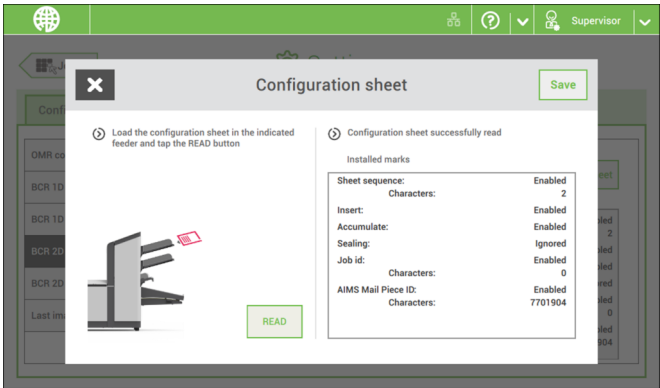 Supervisor
Configuration sheet
Save
Load the configuration sheet in the indicated
feeder and tap the READ button
READ
Configuration sheet successfully read
Installed marks
Sheet sequence: Enabled
Characters: 2
Insert: Enabled
Accumulate: Enabled
Sealing: Ignored
Job id: Enabled
Characters: 0
AIMS Mail Piece ID: Enabled
Characters: 7701904
OMR co
BCR 1D
BCR 1D
BCR 2D
BCR 2D
Last im